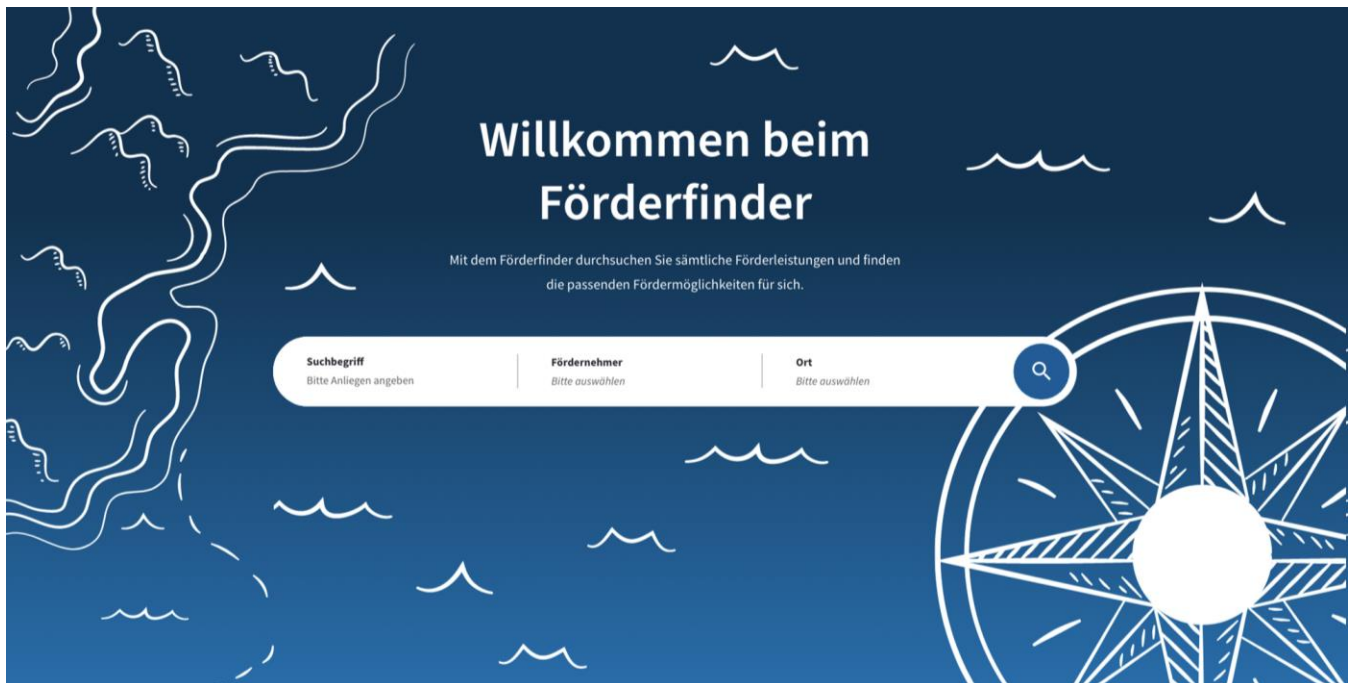 Willkommen beim
Förderfinder
Mit dem Förderfinder durchsuchen Sie sämtliche Förderleistungen und finden
die passenden Fördermöglichkeiten für sich.
Suchbegriff
Bitte Anliegen angeben
Fördernehmer
Bitte auswählen
Ort
Bitte auswählen